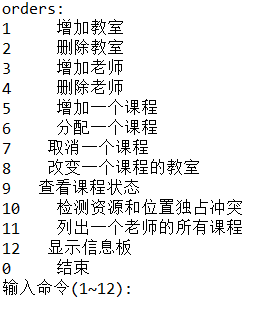 orders:
1 增加教室
2 删除教室
3 增加老师
4 删除老师
5 增加一个课程
6 分配一个课程
7 取消一个课程
8 改变一个课程的教室
9 查看课程状态
10 检测资源和位置独占冲突
11 列出一个老师的所有课程
12 显示信息板
0 结束
输入命令(1~12):